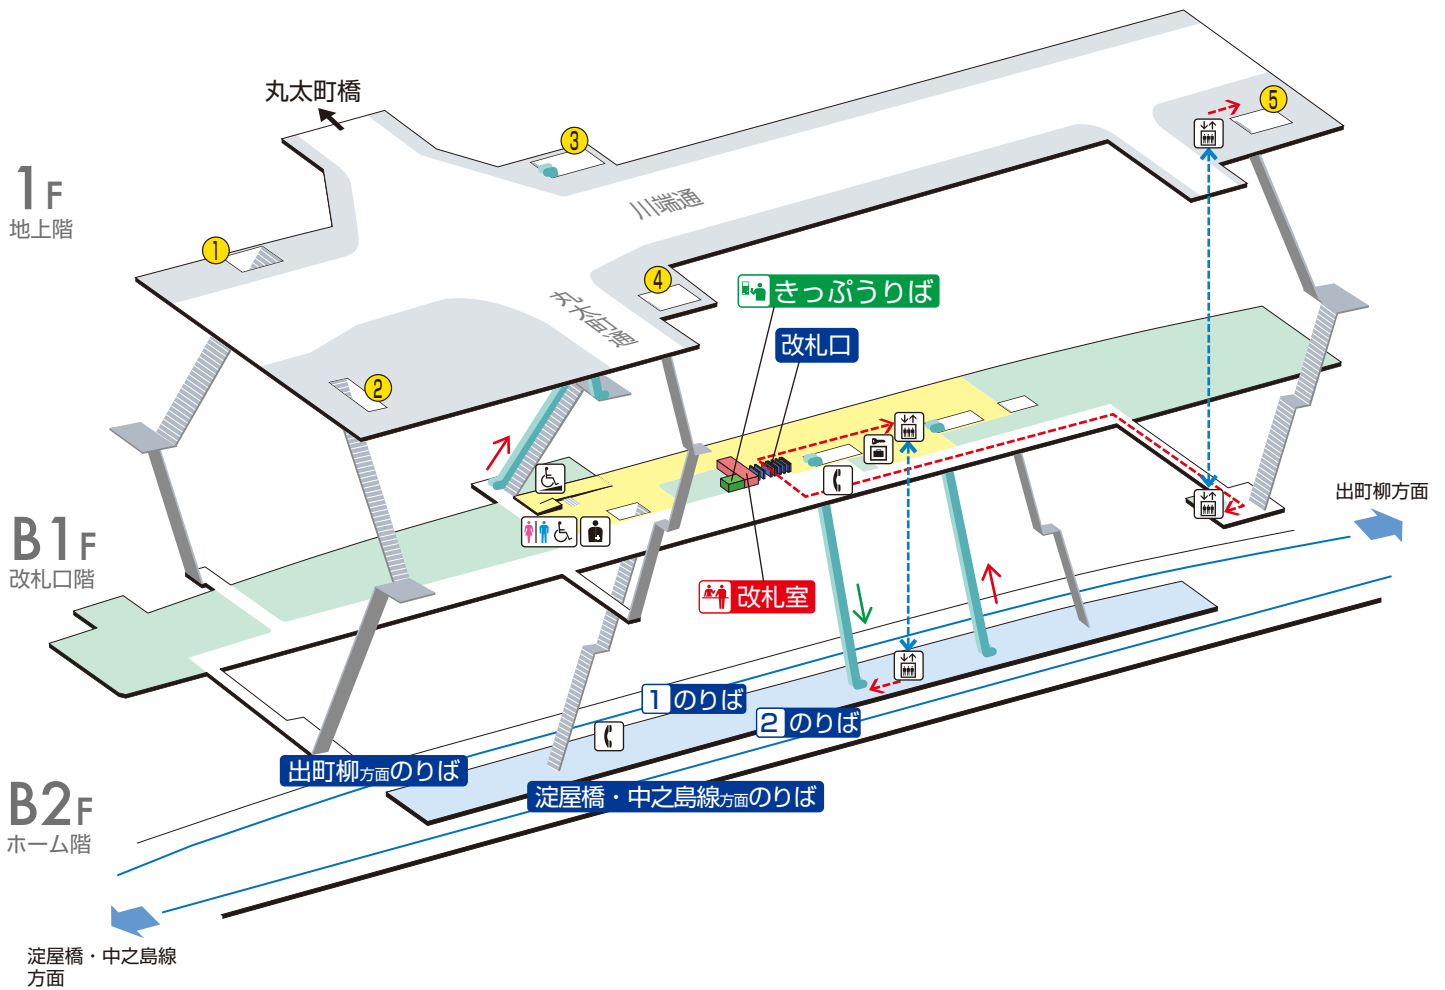 丸太町橋
1F
地上階
1
2
3
4
5
川端通
丸太町通
きっぷうりば
改札口
B1F
改札口階
改札室
出町柳方面
1のりば
2のりば
出町柳方面のりば
淀屋橋・中之島線方面のりば
B2F
ホーム階
淀屋橋・中之島線
方面